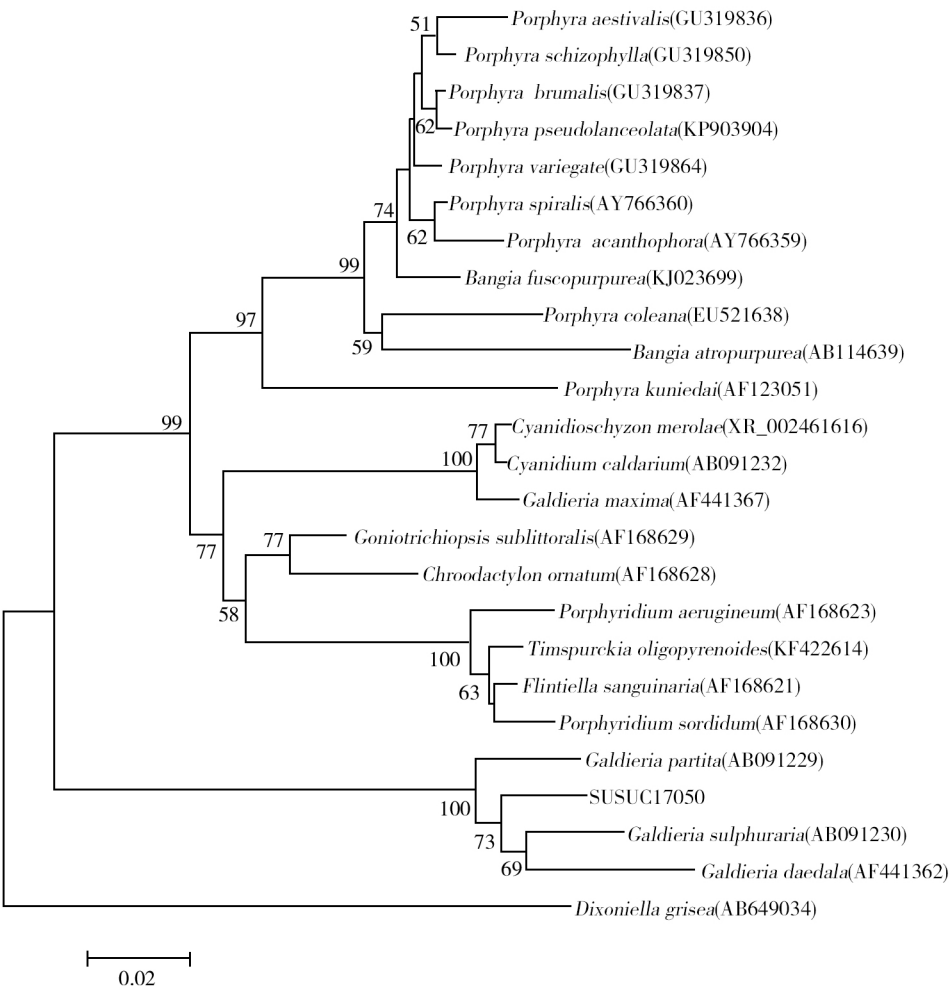 51
Porphyra aestivalis(GU319836)
Porphyra schizophylla(GU319850)
Porphyra brumalis(GU319837)
62
Porphyra pseudolanceolata(KP903904)
Porphyra variegate(GU319864)
Porphyra spiralis(AY766360)
74
62
Porphyra acanthophora(AY766359)
99
Bangia fuscopurpurea(KJ023699)
Porphyra coleana(EU521638)
97
59
Bangia atropurpurea(AB114639)
Porphyra kuniedai(AF123051)
99
77
Cyanidioschyzon merolae(XR_002461616)
100
Cyanidium caldarium(AB091232)
Galdieria maxima(AF441367)
77
77
Goniotrichiopsis sublittoralis(AF168629)
Chroodactylon ornatum(AF168628)
58
Porphyridium aerugineum(AF168623)
100
Timspurckia oligopyrenoides(KF422614)
63
Flintiella sanguinaria(AF168621)
Porphyridium sordidum(AF168630)
Galdieria partita(AB091229)
100
SUSUC17050
73
Galdieria sulphuraria(AB091230)
69
Galdieria daedala(AF441362)
Dixoniella grisea(AB649034)
0.02